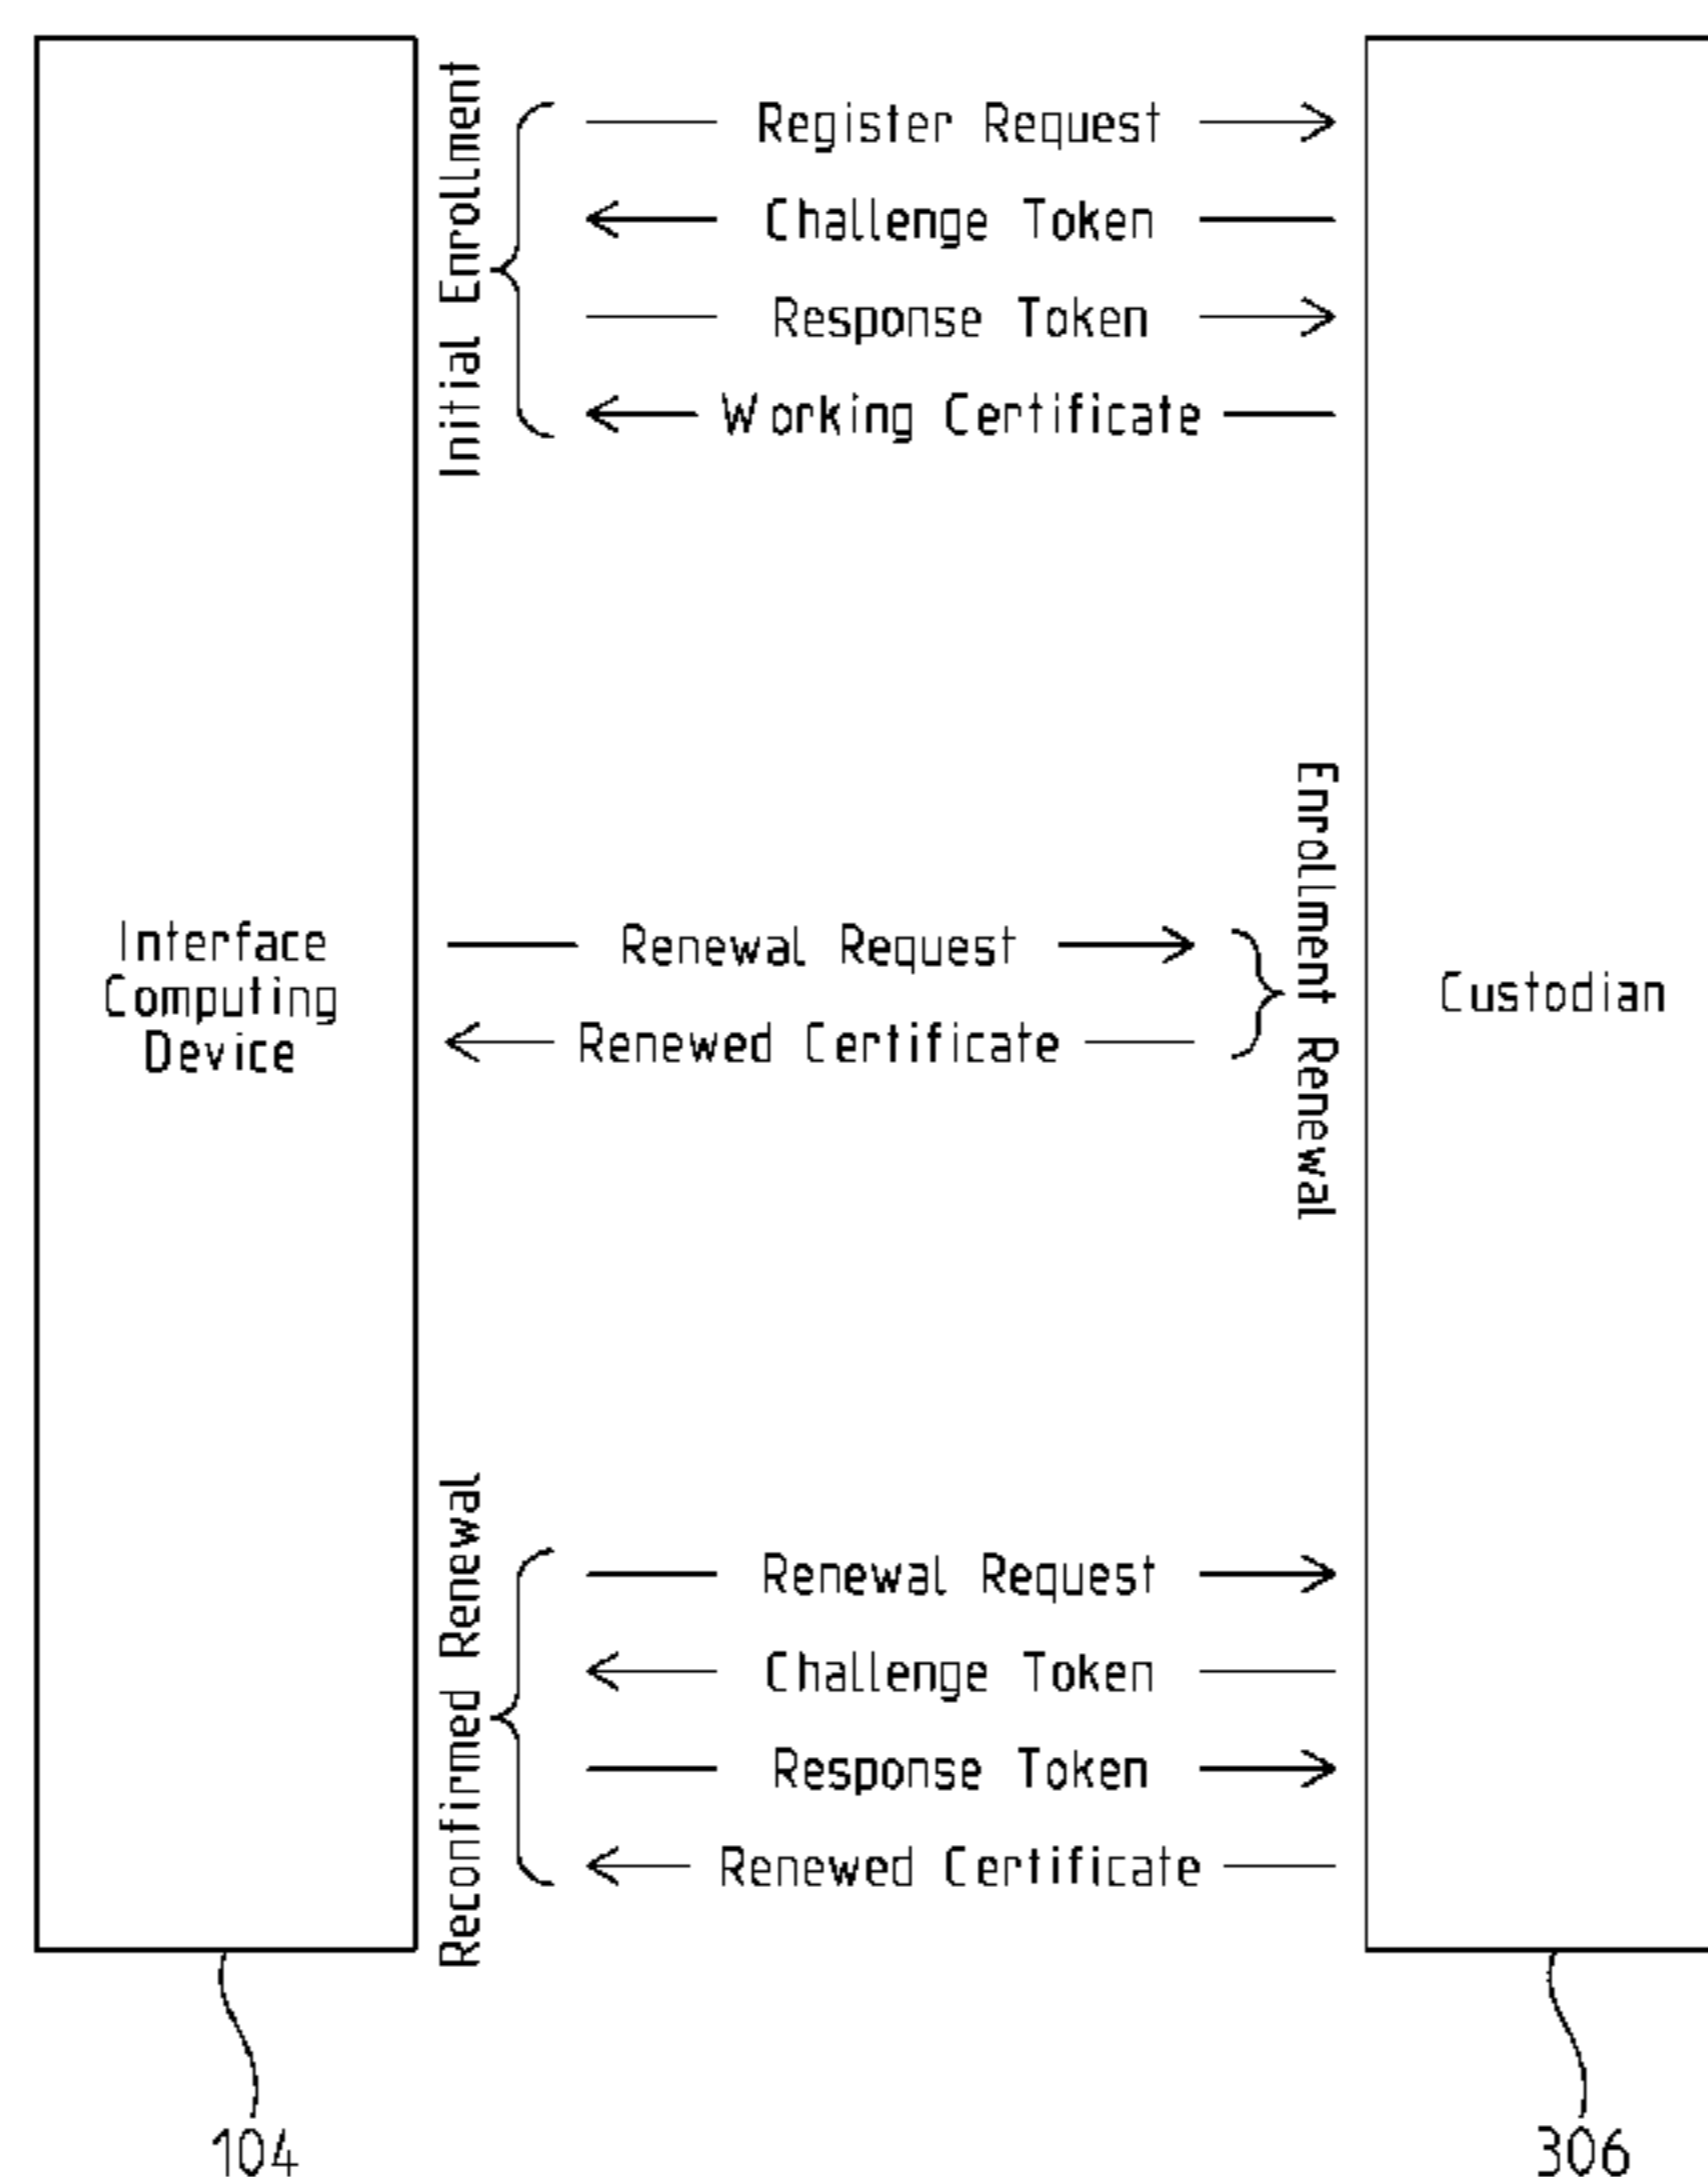 Initial Enrollment
Register Request
Challenge Token
Response Token
Working Certificate
Interface
Computing
Device
Renewal Request
Renewed Certificate
Enrollment Renewal
Custodian
Reconfirmed Renewal
Renewal Request
Challenge Token
Response Token
Renewed Certificate
104
306